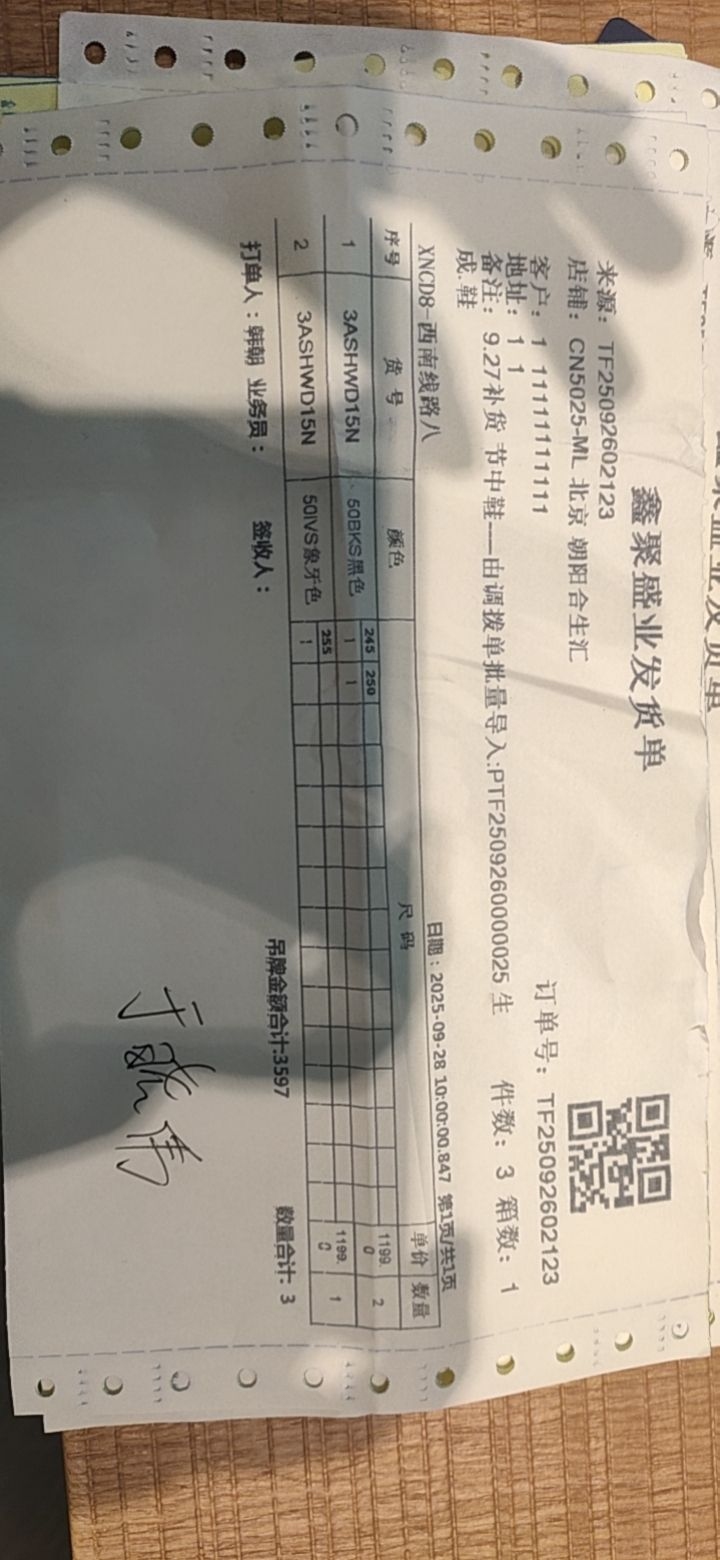 鑫聚盛业发货单
来源：TF25092602123
店铺：CN5025-ML 北京 朝阳合生汇
订单号：TF25092602123
客户：1 11111111111
地址：1 1
备注：9.27补货 节中鞋----由调拨单批量导入:PTF2509260000025 生
成.鞋
件数：3 箱数：1
XNCD8-西南线路八
日期：2025-09-28 10:00:00.847 第1页/共1页
序号 货号 颜色 尺码 单价 数量
245 250
1 3ASHWD15N 50BKS黑色 1 1 1199.0 2
255
2 3ASHWD15N 50IVS象牙色 1 1199.0 1
吊牌金额合计:3597 数量合计：3
打单人：韩朝 业务员： 签收人：